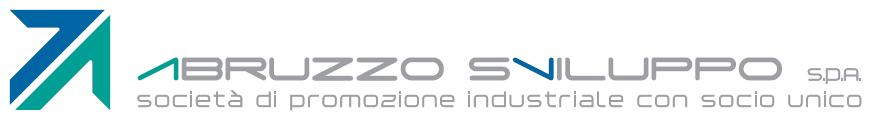 ABRUZZO SVILUPPO S.P.A.
società di promozione industriale con socio unico